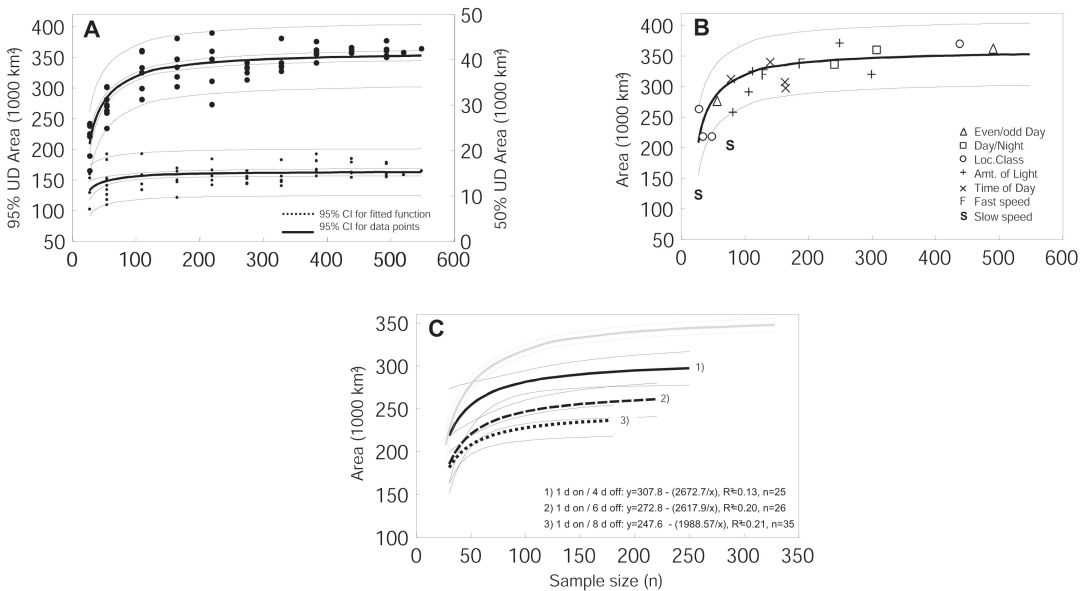 A
400
350
300
250
200
150
100
50
95% UD Area (1000 km²)
50
40
30
20
10
0
50% UD Area (1000 km²)
0 100 200 300 400 500 600
95% CI for fitted function
95% CI for data points
B
400
350
300
250
200
150
100
50
Area (1000 km²)
0 100 200 300 400 500 600
S
S
Even/odd Day
Day/Night
Loc.Class
Amt. of Light
Time of Day
F Fast speed
S Slow speed
C
350
300
250
200
150
100
Area (1000 km²)
1)
2)
3)
1) 1 d on / 4 d off: y=307.8 - (2672.7/x), R²=0.13, n=25
2) 1 d on / 6 d off: y=272.8 - (2617.9/x), R²=0.20, n=26
3) 1 d on / 8 d off: y=247.6 - (1988.57/x), R²=0.21, n=35
0 50 100 150 200 250 300 350
Sample size (n)